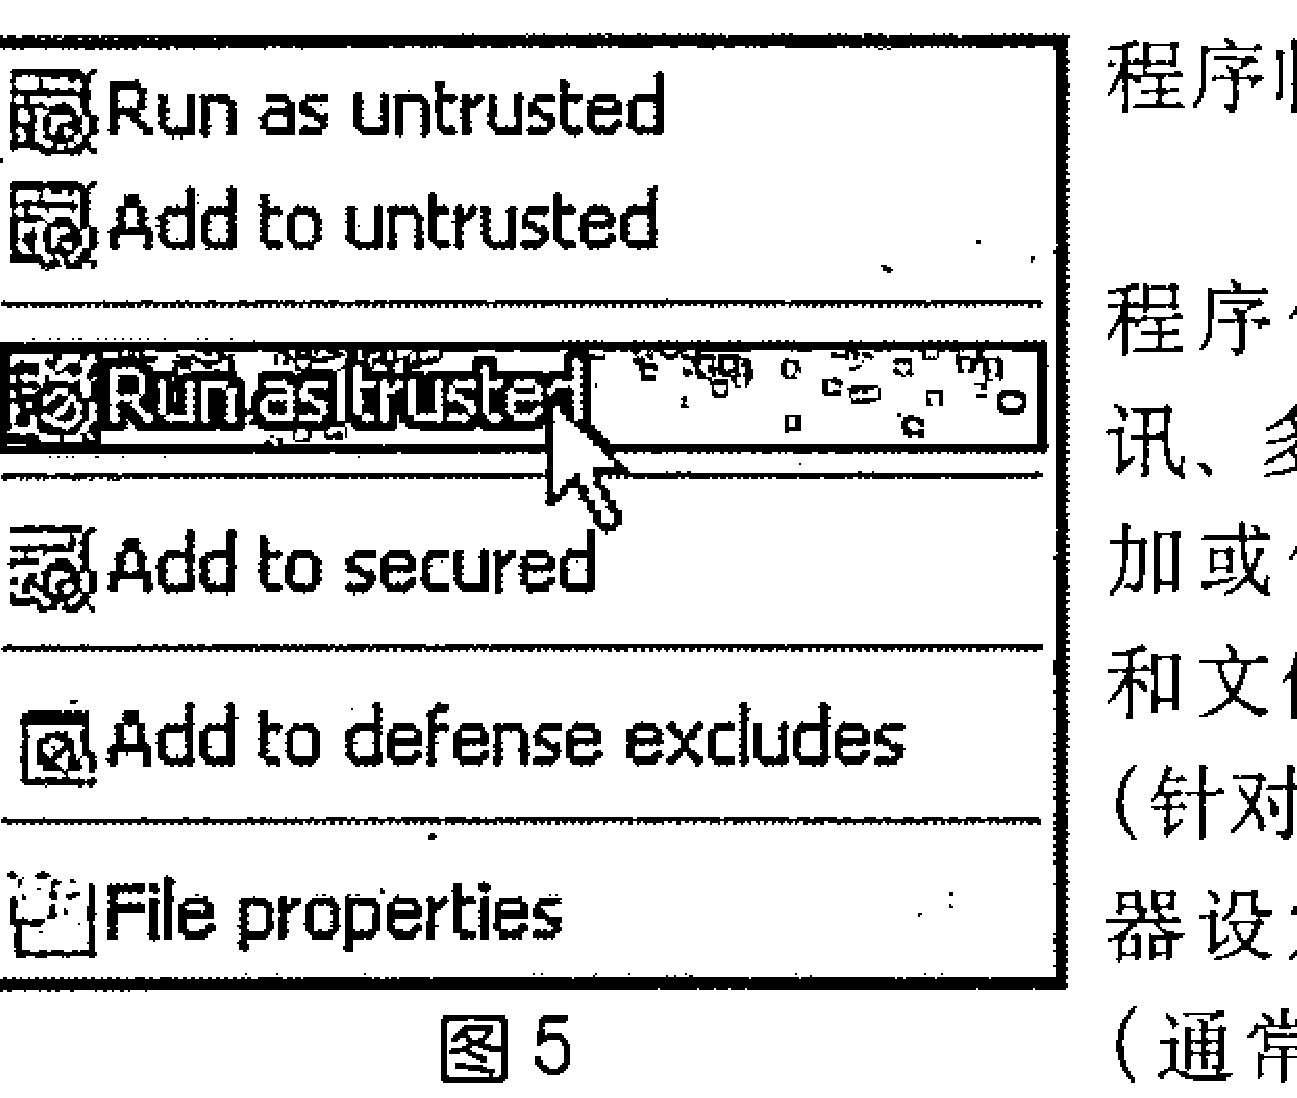 Run as untrusted
Add to untrusted
Run as trusted
Add to secured
Add to defense excludes
File properties
图 5
程序
程序
讯、
加或
和文
(针对
器设
(通常